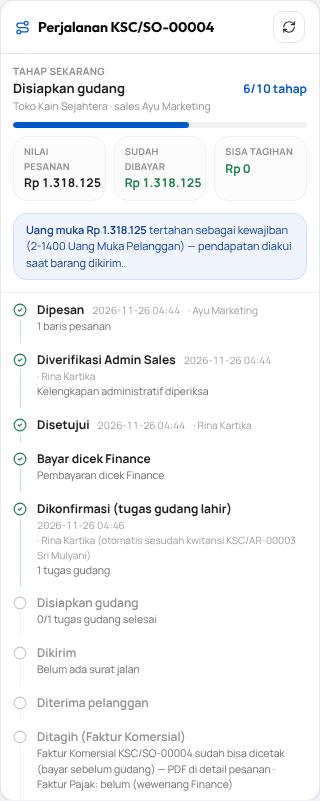 Perjalanan KSC/SO-00004
TAHAP SEKARANG
Disiapkan gudang 6/10 tahap
Toko Kain Sejahtera · sales Ayu Marketing
NILAI PESANAN
Rp 1.318.125
SUDAH DIBAYAR
Rp 1.318.125
SISA TAGIHAN
Rp 0
Uang muka Rp 1.318.125 tertahan sebagai kewajiban
(2-1400 Uang Muka Pelanggan) — pendapatan diakui
saat barang dikirim.
Dipesan 2026-11-26 04:44 · Ayu Marketing
1 baris pesanan
Diverifikasi Admin Sales 2026-11-26 04:44
· Rina Kartika
Kelengkapan administratif diperiksa
Disetujui 2026-11-26 04:44 · Rina Kartika
Bayar dicek Finance
Pembayaran dicek Finance
Dikonfirmasi (tugas gudang lahir)
2026-11-26 04:46
· Rina Kartika (otomatis sesudah kwitansi KSC/AR-00003
Sri Mulyani)
1 tugas gudang
Disiapkan gudang
0/1 tugas gudang selesai
Dikirim
Belum ada surat jalan
Diterima pelanggan
Ditagih (Faktur Komersial)
Faktur Komersial KSC/SO-00004 sudah bisa dicetak
(bayar sebelum gudang) — PDF di detail pesanan ·
Faktur Pajak: belum (wewenang Finance)